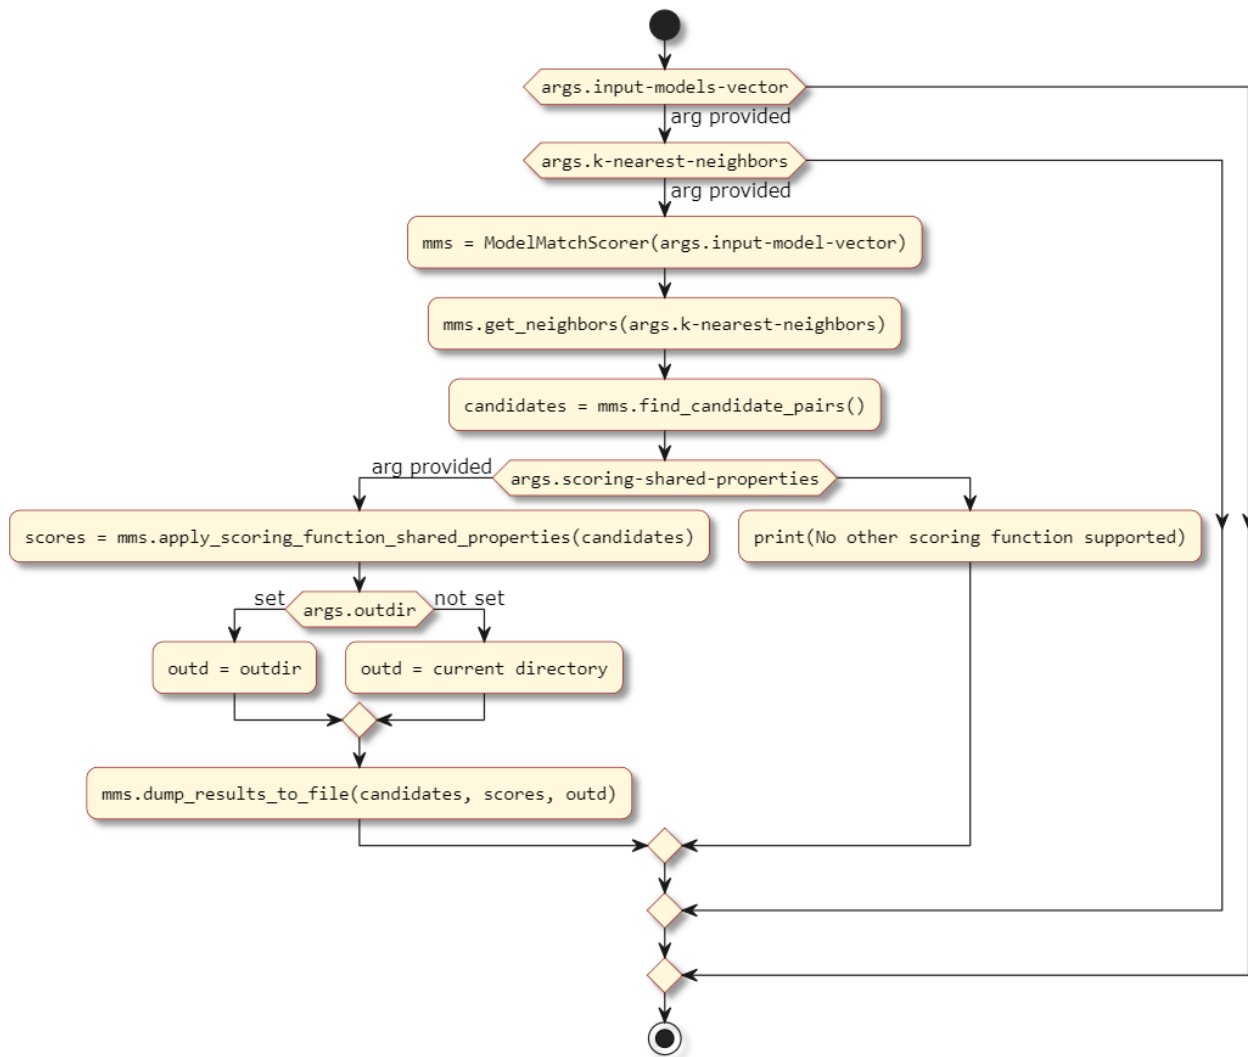 args.input-models-vector
arg provided
args.k-nearest-neighbors
arg provided
mms = ModelMatchScorer(args.input-model-vector)
mms.get_neighbors(args.k-nearest-neighbors)
candidates = mms.find_candidate_pairs()
arg provided
args.scoring-shared-properties
scores = mms.apply_scoring_function_shared_properties(candidates)
print(No other scoring function supported)
set
args.outdir
not set
outd = outdir
outd = current directory
mms.dump_results_to_file(candidates, scores, outd)